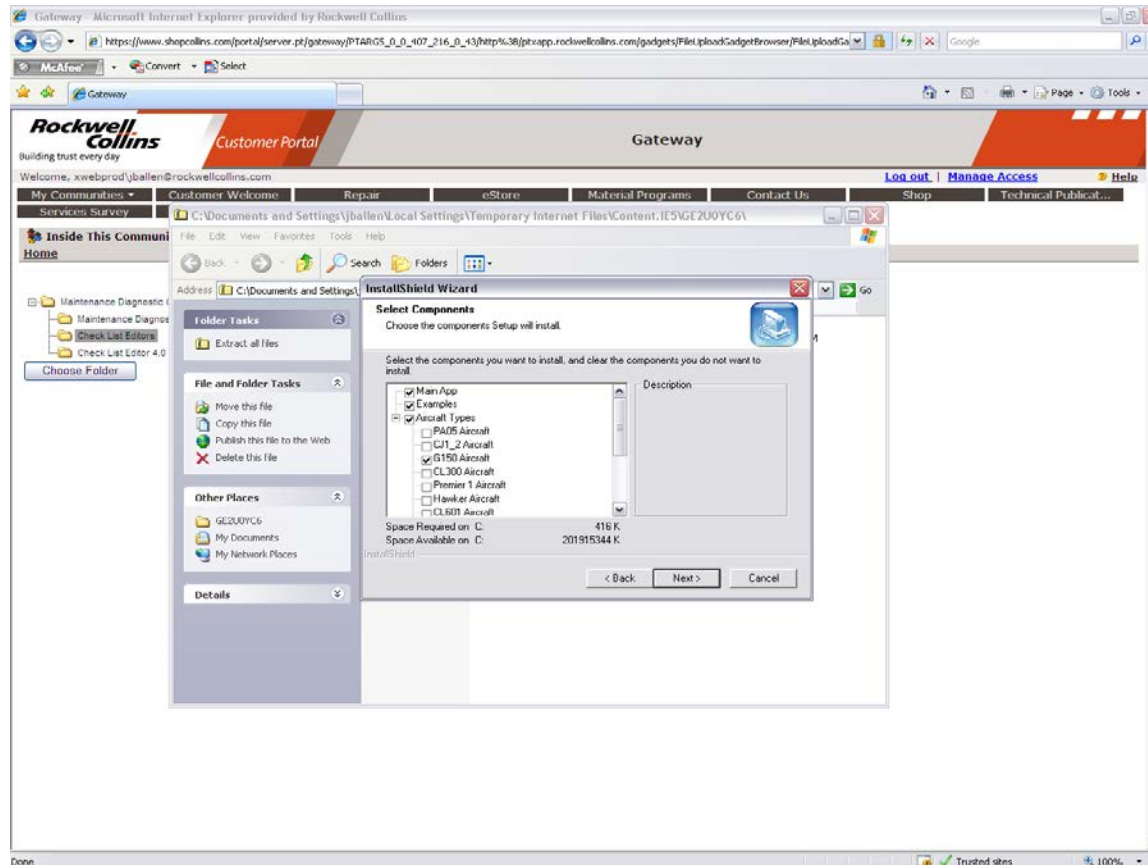 Gateway - Microsoft Internet Explorer provided by Rockwell Collins
https://www.shopcollins.com/portal/server.pt/gateway/PTARGS_0_0_407_216_0_43/http%38/ptxapp.rockwellcollins.com/gadgets/FileUploadGadgetBrowser/FileUploadGa
Google
McAfee Convert Select
Gateway
Page Tools
Rockwell Collins
Building trust every day
Customer Portal
Gateway
Welcome, xwebprod\jballen@rockwellcollins.com
Log out | Manage Access Help
My Communities Customer Welcome Repair eStore Material Programs Contact Us Shop Technical Publicat...
Services Survey
Inside This Communi
Home
Maintenance Diagnostic
Maintenance Diagnos
Check List Editors
Check List Editor 4.0
Choose Folder
C:\Documents and Settings\jballen\Local Settings\Temporary Internet Files\Content.IE5\GE2U0YC6\
File Edit View Favorites Tools Help
Back Search Folders
Address C:\Documents and Settings\
Go
Folder Tasks
Extract all files
File and Folder Tasks
Move this file
Copy this file
Publish this file to the Web
Delete this file
Other Places
GE2U0YC6
My Documents
My Network Places
Details
InstallShield Wizard
Select Components
Choose the components Setup will install.
Select the components you want to install, and clear the components you do not want to
install.
Main App
Examples
Aircraft Types
PA05 Aircraft
CJ1_2 Aircraft
G150 Aircraft
CL300 Aircraft
Premier 1 Aircraft
Hawker Aircraft
CL601 Aircraft
Description
Space Required on C: 416 K
Space Available on C: 201915344 K
InstallShield
< Back Next > Cancel
Done
Trusted sites
100%